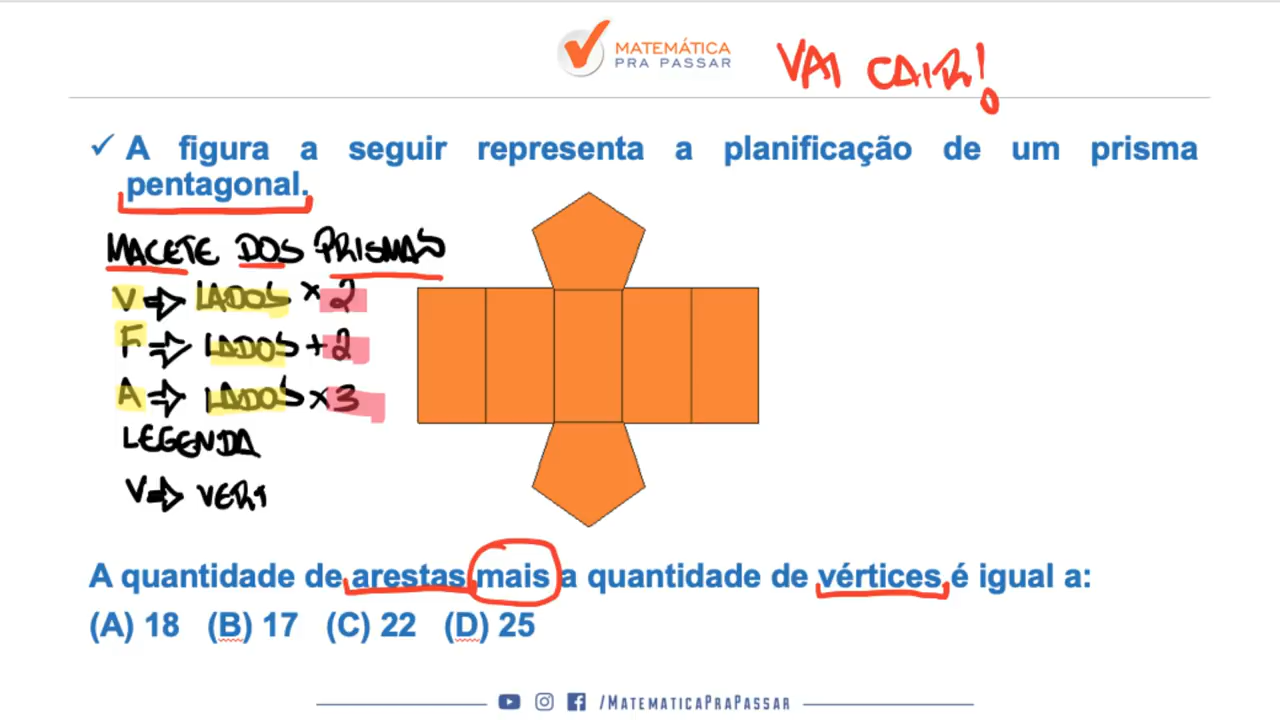 MATEMÁTICA
PRA PASSAR
VAI CAIR!
✓ A figura a seguir representa a planificação de um prisma
pentagonal.
MACETE DOS PRISMAS
V ⇒ LADOS × 2
F ⇒ LADOS + 2
A ⇒ LADOS × 3
LEGENDA
V ⇒ VERT
A quantidade de arestas mais a quantidade de vértices é igual a:
(A) 18 (B) 17 (C) 22 (D) 25
/MATEMATICAPRAPASSAR